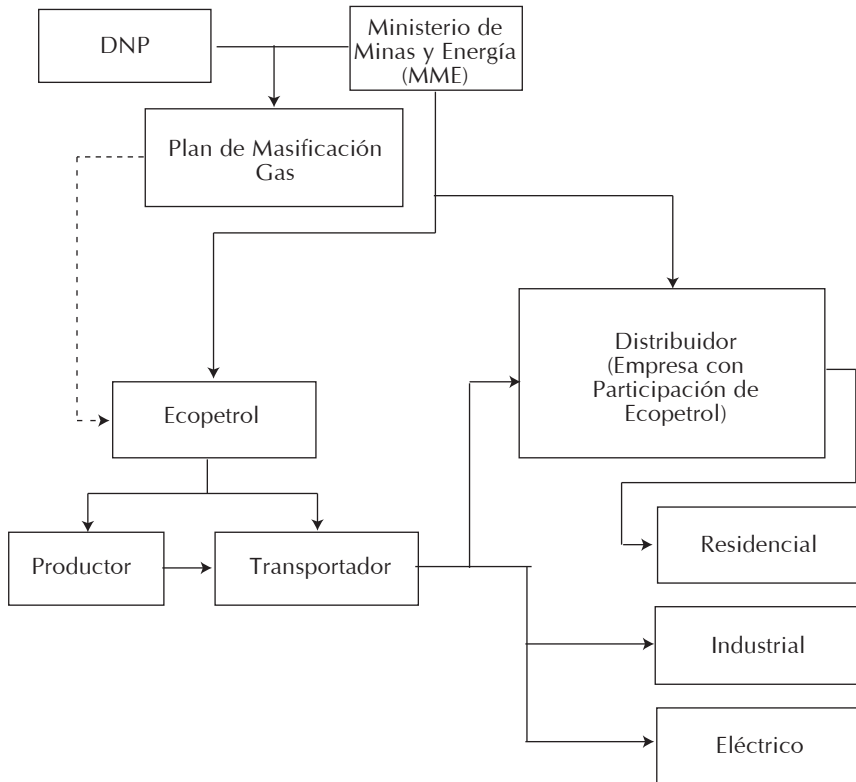 DNP
Ministerio de
Minas y Energía
(MME)
Plan de Masificación
Gas
Distribuidor
(Empresa con
Participación de
Ecopetrol)
Ecopetrol
Productor
Transportador
Residencial
Industrial
Eléctrico